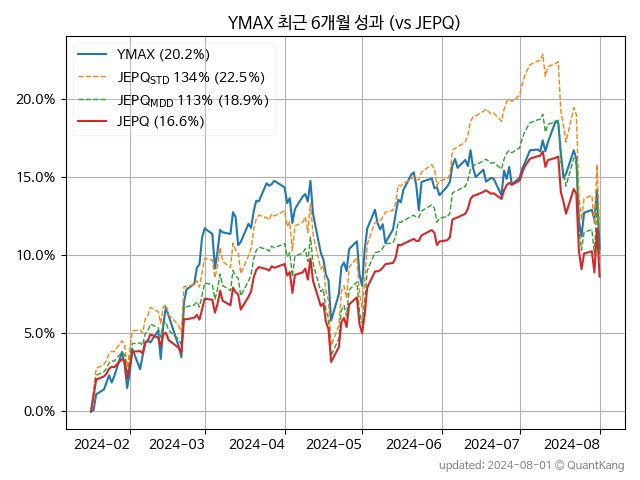 YMAX 최근 6개월 성과 (vs JEPQ)
YMAX (20.2%)
JEPQSTD 134% (22.5%)
JEPQMDD 113% (18.9%)
JEPQ (16.6%)
20.0%
15.0%
10.0%
5.0%
0.0%
2024-02 2024-03 2024-04 2024-05 2024-06 2024-07 2024-08
updated: 2024-08-01 © QuantKang